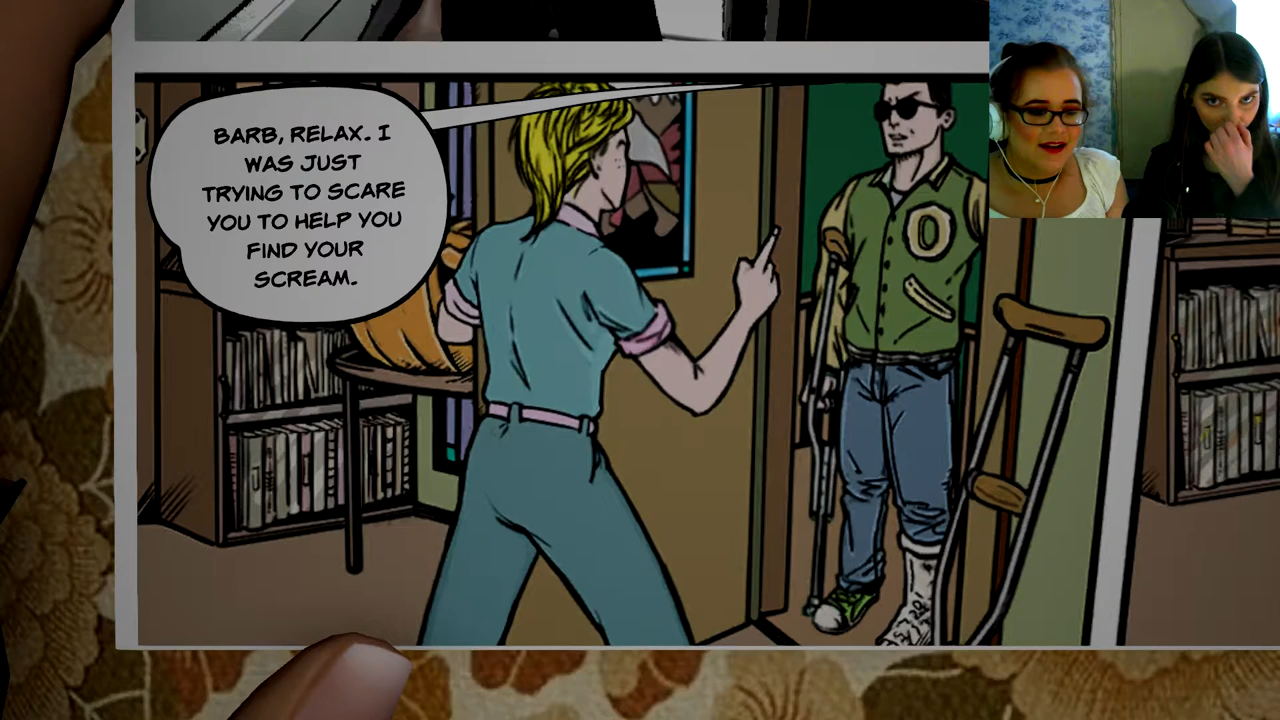 BARB, RELAX. I
WAS JUST
TRYING TO SCARE
YOU TO HELP YOU
FIND YOUR
SCREAM.
O